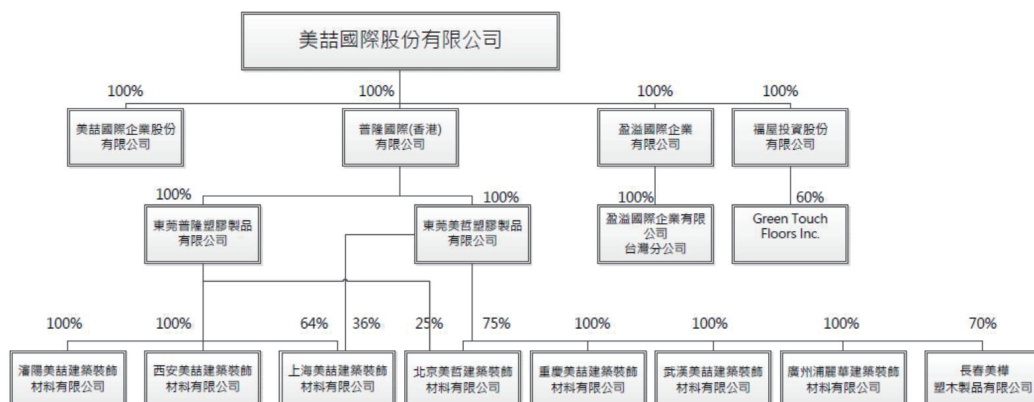 美喆國際股份有限公司
100%
100%
100%
100%
美喆國際企業股份
有限公司
普隆國際(香港)
有限公司
盈溢國際企業
有限公司
福屋投資股份
有限公司
100%
100%
100%
60%
東莞普隆塑膠製品
有限公司
東莞美哲塑膠製品
有限公司
盈溢國際企業有限
公司
台灣分公司
Green Touch
Floors Inc.
100%
100%
64%
36%
25%
75%
100%
100%
100%
70%
瀋陽美喆建築裝飾
材料有限公司
西安美喆建築裝飾
材料有限公司
上海美喆建築裝飾
材料有限公司
北京美哲建築裝飾
材料有限公司
重慶美喆建築裝飾
材料有限公司
武漢美喆建築裝飾
材料有限公司
廣州浦麗華建築裝飾
材料有限公司
長春美樺
塑木製品有限公司